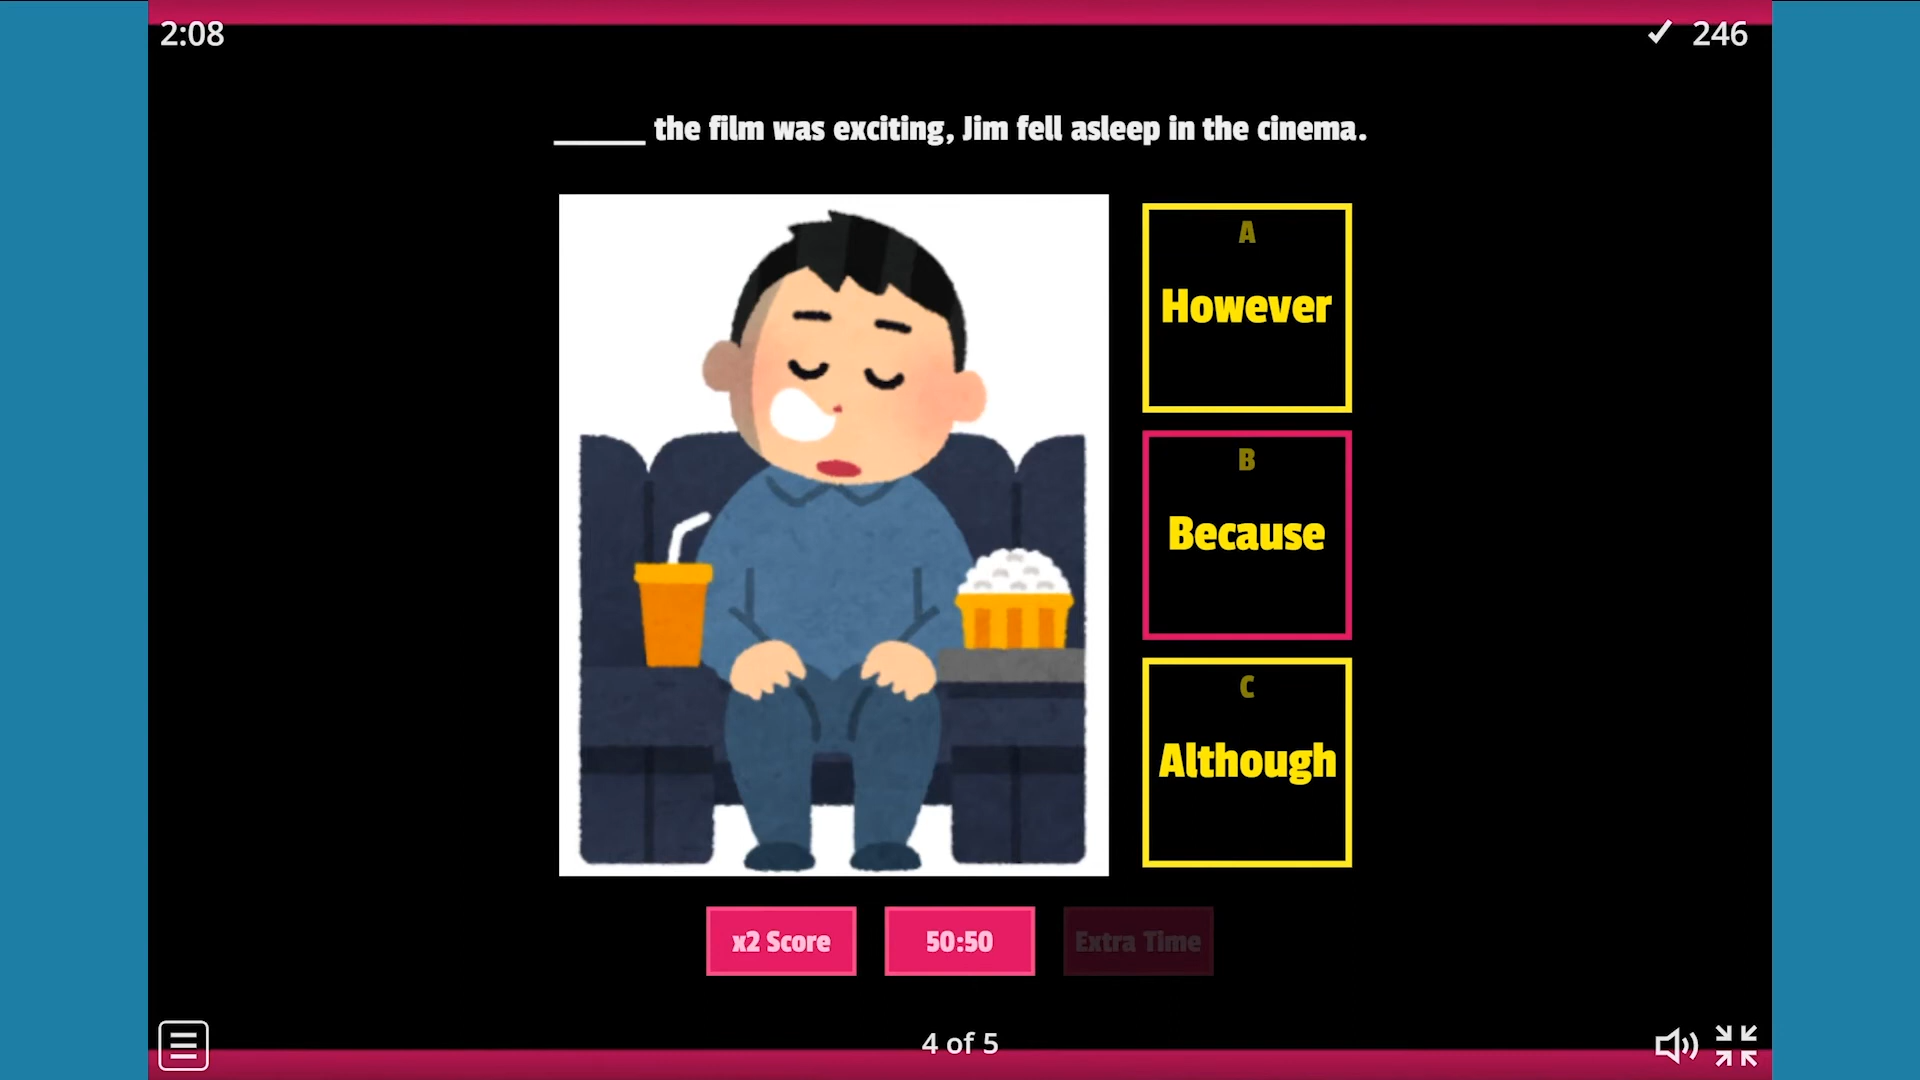 2:08
✓ 246
_____ the film was exciting, Jim fell asleep in the cinema.
A
However
B
Because
C
Although
x2 Score
50:50
Extra Time
4 of 5